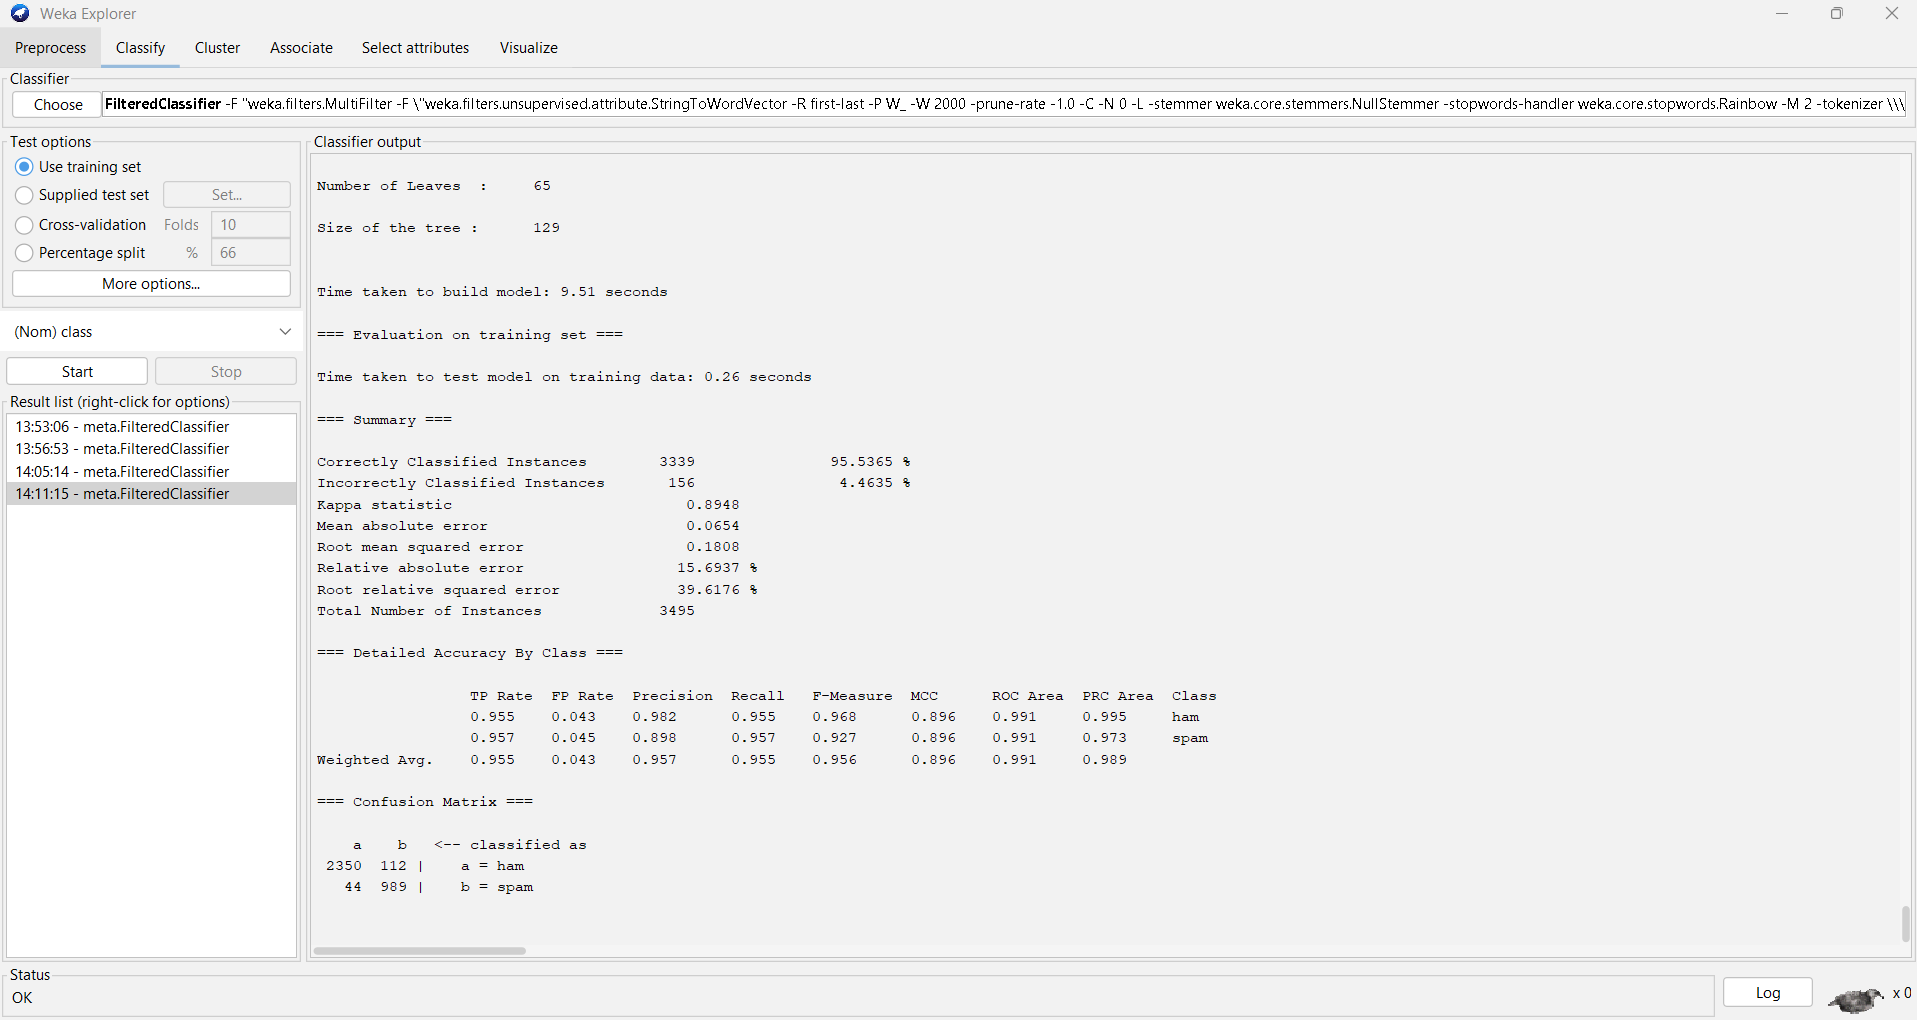 Weka Explorer
Preprocess Classify Cluster Associate Select attributes Visualize
Classifier
Choose FilteredClassifier -F "weka.filters.MultiFilter -F \"weka.filters.unsupervised.attribute.StringToWordVector -R first-last -P W_ -W 2000 -prune-rate -1.0 -C -N 0 -L -stemmer weka.core.stemmers.NullStemmer -stopwords-handler weka.core.stopwords.Rainbow -M 2 -tokenizer \\\
Test options
Use training set
Supplied test set Set...
Cross-validation Folds 10
Percentage split % 66
More options...
(Nom) class
Start Stop
Result list (right-click for options)
13:53:06 - meta.FilteredClassifier
13:56:53 - meta.FilteredClassifier
14:05:14 - meta.FilteredClassifier
14:11:15 - meta.FilteredClassifier
Classifier output
Number of Leaves : 65
Size of the tree : 129
Time taken to build model: 9.51 seconds
=== Evaluation on training set ===
Time taken to test model on training data: 0.26 seconds
=== Summary ===
Correctly Classified Instances 3339 95.5365 %
Incorrectly Classified Instances 156 4.4635 %
Kappa statistic 0.8948
Mean absolute error 0.0654
Root mean squared error 0.1808
Relative absolute error 15.6937 %
Root relative squared error 39.6176 %
Total Number of Instances 3495
=== Detailed Accuracy By Class ===
TP Rate FP Rate Precision Recall F-Measure MCC ROC Area PRC Area Class
0.955 0.043 0.982 0.955 0.968 0.896 0.991 0.995 ham
0.957 0.045 0.898 0.957 0.927 0.896 0.991 0.973 spam
Weighted Avg. 0.955 0.043 0.957 0.955 0.956 0.896 0.991 0.989
=== Confusion Matrix ===
a b <-- classified as
2350 112 | a = ham
44 989 | b = spam
Status
OK
Log
x 0